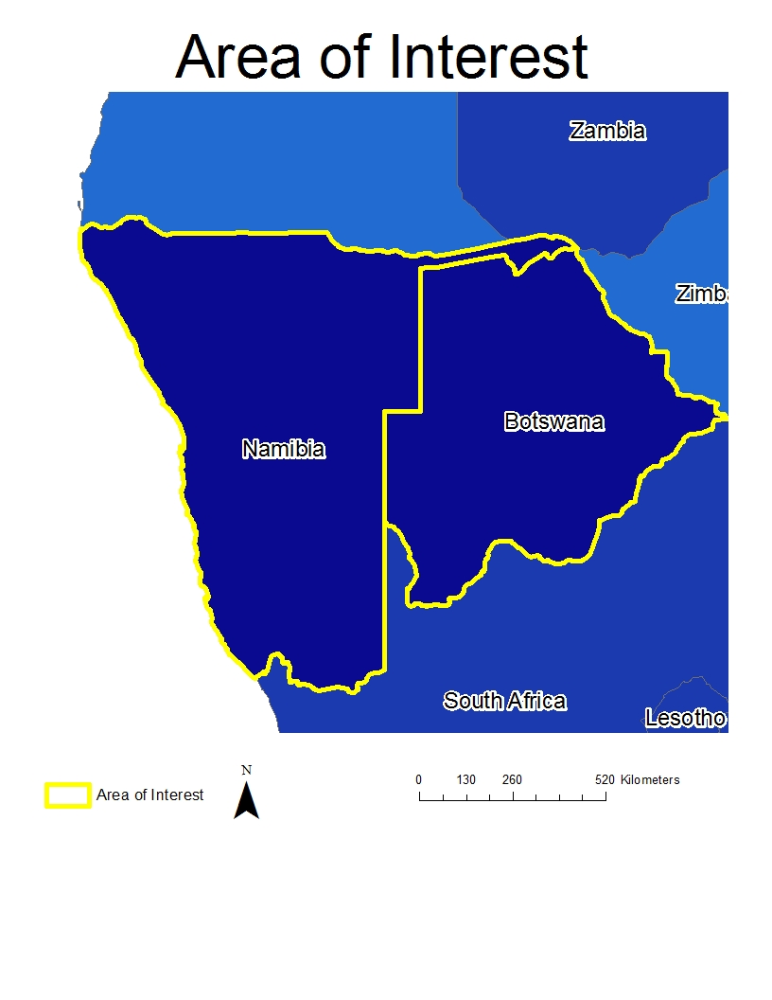 Area of Interest
Zambia
Zimb
Botswana
Namibia
South Africa
Lesotho
Area of Interest
N
0 130 260 520 Kilometers